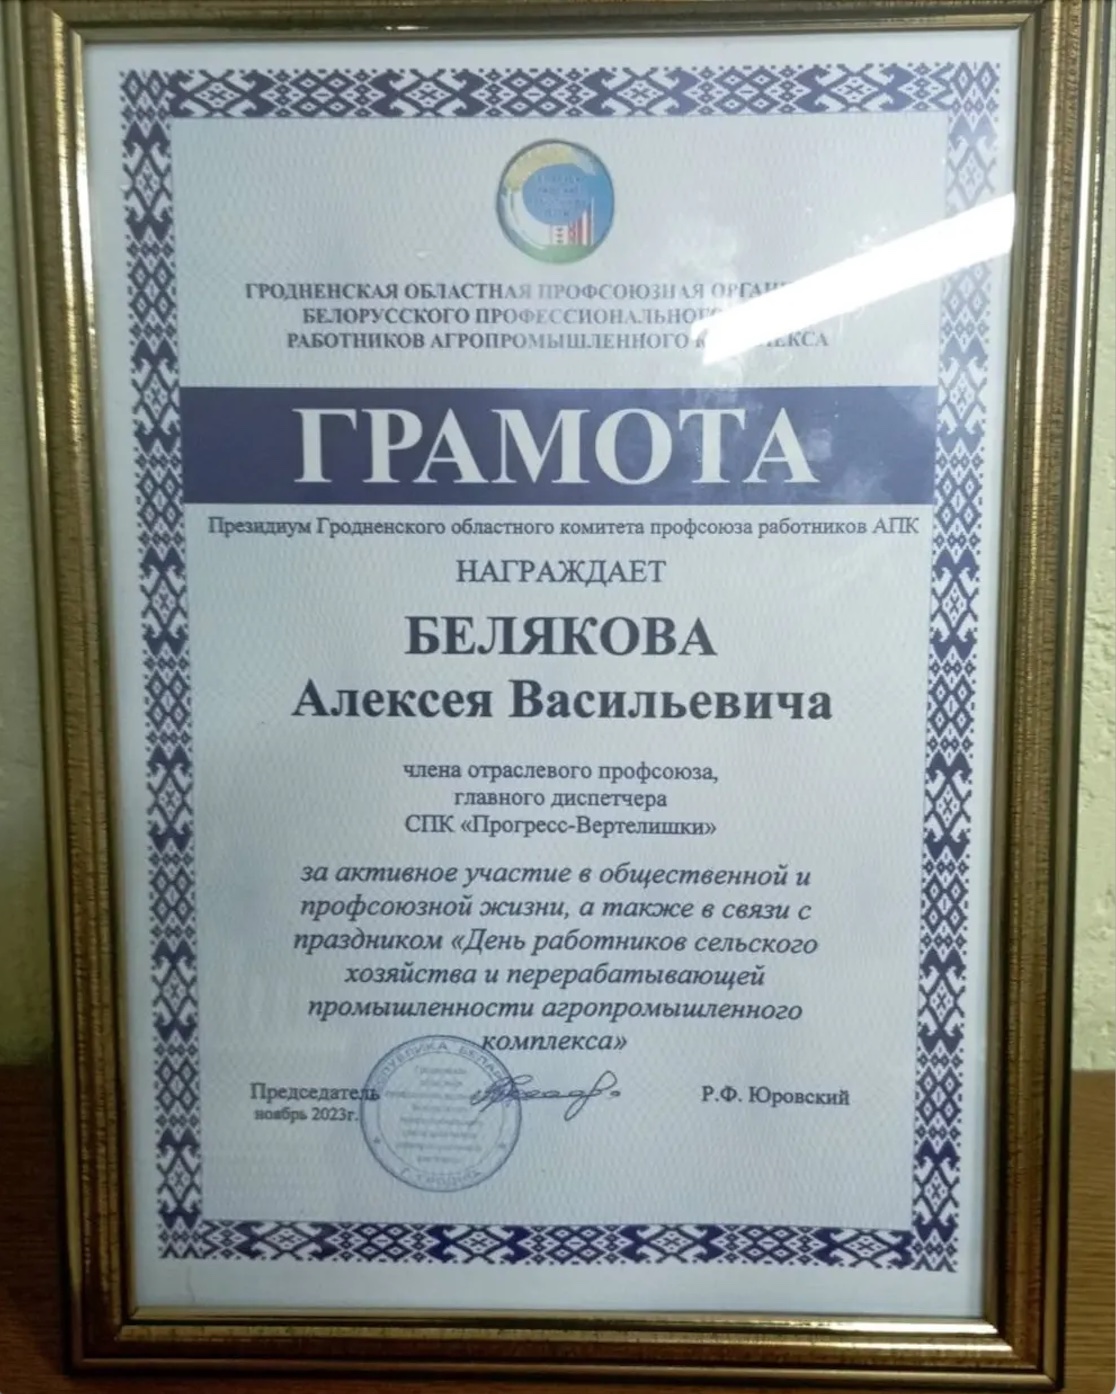 ГРОДНЕНСКАЯ ОБЛАСТНАЯ ПРОФСОЮЗНАЯ
БЕЛОРУССКОГО ПРОФЕССИОНАЛЬНОГО
РАБОТНИКОВ АГРОПРОМЫШЛЕННОГО
ГРАМОТА
Президиум Гродненского областного комитета профсоюза работников АПК
НАГРАЖДАЕТ
БЕЛЯКОВА
Алексея Васильевича
члена отраслевого профсоюза,
главного диспетчера
СПК «Прогресс-Вертелишки»
за активное участие в общественной и
профсоюзной жизни, а также в связи с
праздником «День работников сельского
хозяйства и перерабатывающей
промышленности агропромышленного
комплекса»
Председатель
Р.Ф. Юровский
ноябрь 2023г.